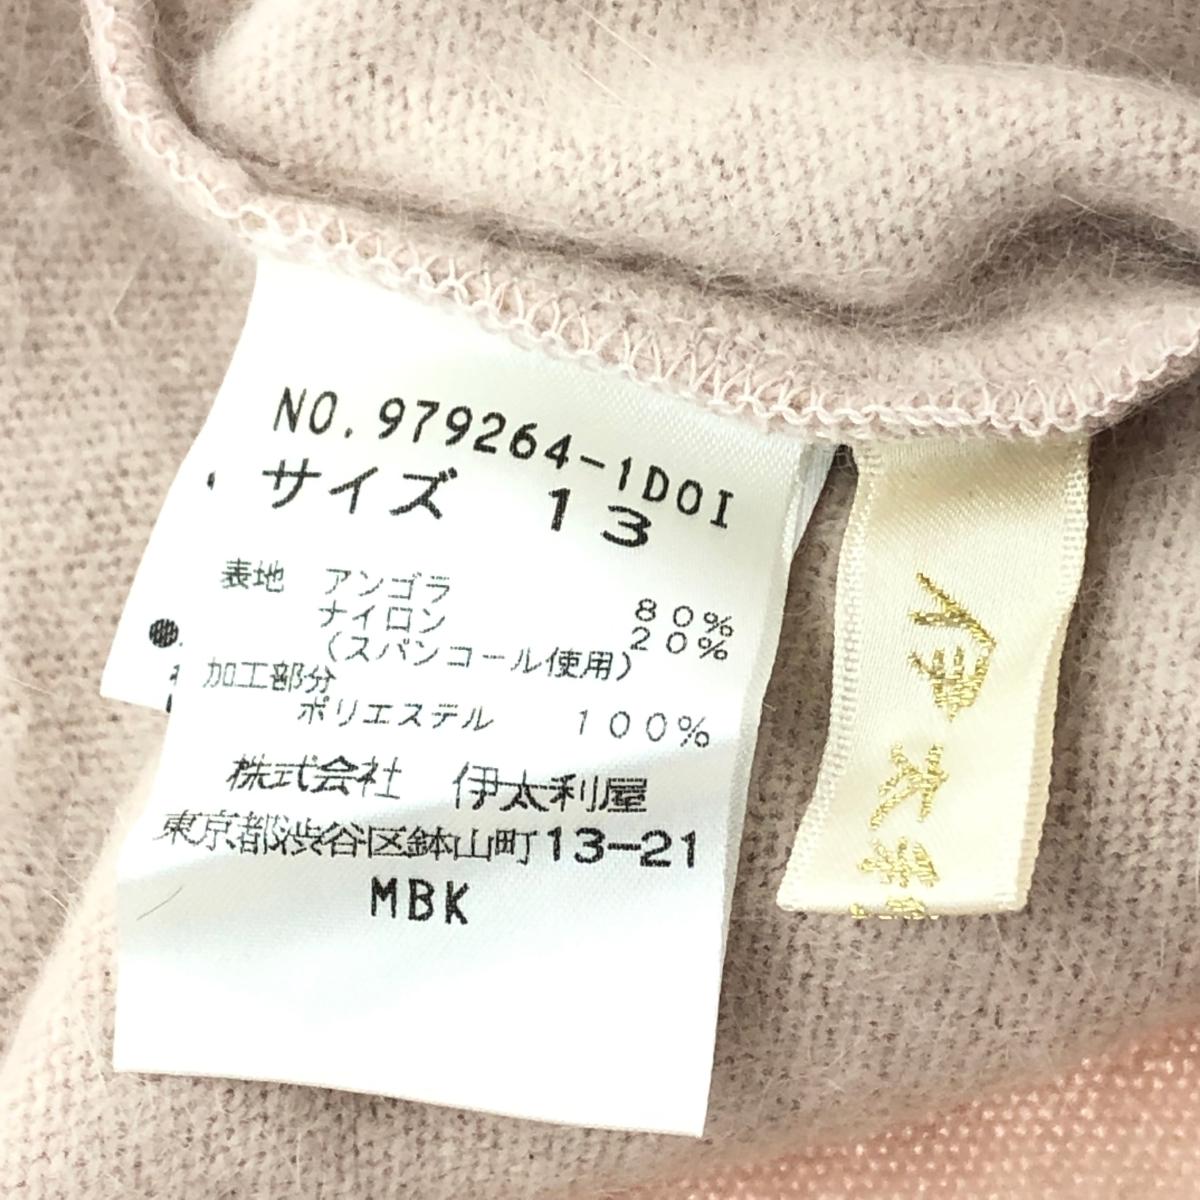 NO.979264-1DOI
サイズ 13
表地 アンゴラ 80%
ナイロン 20%
(スパンコール使用)
加工部分
ポリエステル 100%
株式会社 伊太利屋
東京都渋谷区鉢山町13-21
MBK